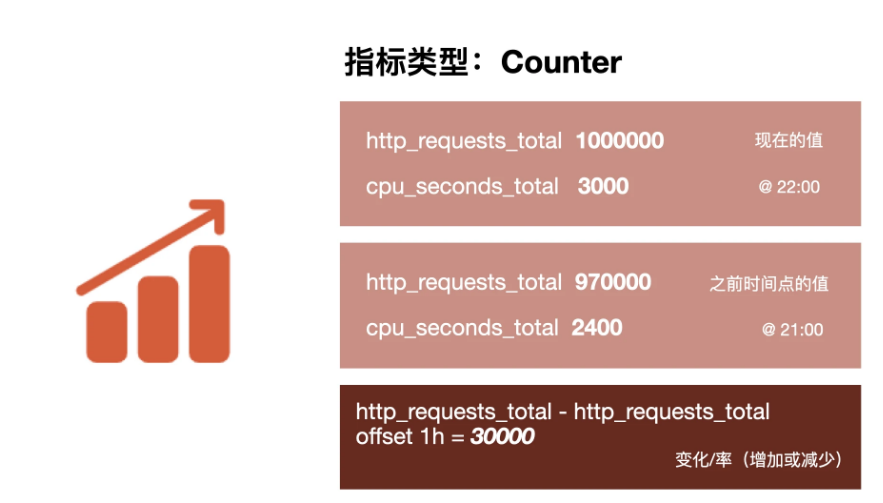 指标类型：Counter
http_requests_total 1000000 现在的值
cpu_seconds_total 3000 @ 22:00
http_requests_total 970000 之前时间点的值
cpu_seconds_total 2400 @ 21:00
http_requests_total - http_requests_total
offset 1h = 30000
变化/率（增加或减少）